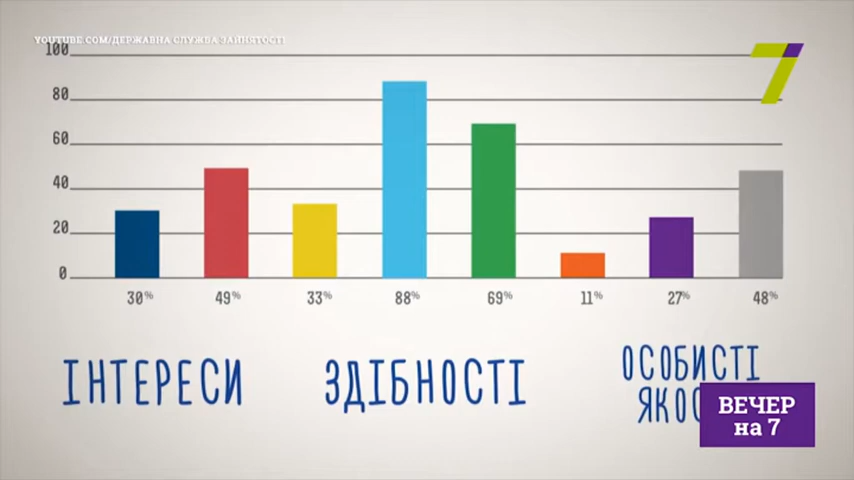 YOUTUBE.COM/ДЕРЖАВНА СЛУЖБА ЗАЙНЯТОСТІ
100
80
60
40
20
0
7
30% 49% 33% 88% 69% 11% 27% 48%
ІНТЕРЕСИ ЗДІБНОСТІ ОСОБИСТІ
ВЕЧЕР
на 7